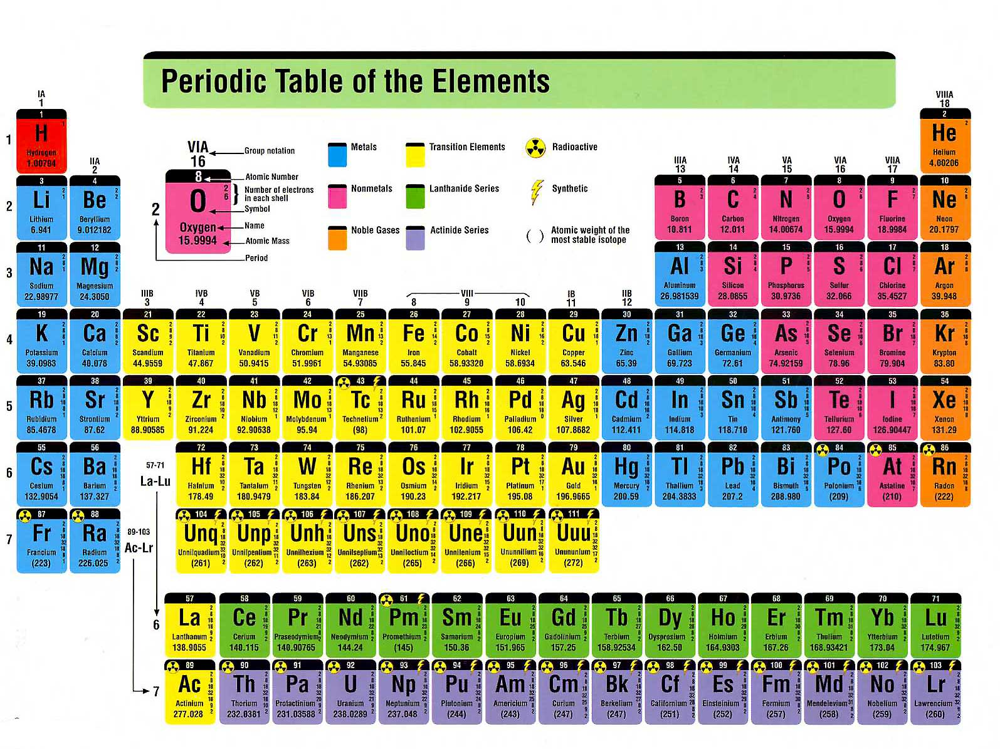 Periodic Table of the Elements
IA
1
VIIIA
18
1 2
1 H He
Hydrogen Helium
1.00794 4.00206
VIA
16
Group notation
8
Atomic Number
2
6
Number of electrons
in each shell
O
Symbol
2
Oxygen
Name
15.9994
Atomic Mass
Period
Metals
Transition Elements
Radioactive
Nonmetals
Lanthanide Series
Synthetic
Noble Gases
Actinide Series
( ) Atomic weight of the
most stable isotope
IIA IIIA IVA VA VIA VIIA
2 13 14 15 16 17
3 4 5 6 7 8 9 10
2 Li Be B C N O F Ne
Lithium Beryllium Boron Carbon Nitrogen Oxygen Fluorine Neon
6.941 9.012182 10.811 12.011 14.00674 15.9994 18.9984 20.1797
11 12 13 14 15 16 17 18
3 Na Mg Al Si P S Cl Ar
Sodium Magnesium Aluminum Silicon Phosphorus Sulfur Chlorine Argon
22.98977 24.3050 26.981539 28.0855 30.9736 32.066 35.4527 39.948
IIIB IVB VB VIB VIIB VIII IB IIB
3 4 5 6 7 8 9 10 11 12
19 20 21 22 23 24 25 26 27 28 29 30 31 32 33 34 35 36
4 K Ca Sc Ti V Cr Mn Fe Co Ni Cu Zn Ga Ge As Se Br Kr
Potassium Calcium Scandium Titanium Vanadium Chromium Manganese Iron Cobalt Nickel Copper Zinc Gallium Germanium Arsenic Selenium Bromine Krypton
39.0983 40.078 44.9559 47.867 50.9415 51.9961 54.93085 55.845 58.93320 58.6934 63.546 65.39 69.723 72.61 74.92159 78.96 79.904 83.80
37 38 39 40 41 42 43 44 45 46 47 48 49 50 51 52 53 54
5 Rb Sr Y Zr Nb Mo Tc Ru Rh Pd Ag Cd In Sn Sb Te I Xe
Rubidium Strontium Yttrium Zirconium Niobium Molybdenum Technetium Ruthenium Rhodium Palladium Silver Cadmium Indium Tin Antimony Tellurium Iodine Xenon
85.4678 87.62 88.90585 91.224 92.90638 95.94 (98) 101.07 102.9055 106.42 107.8682 112.411 114.818 118.710 121.760 127.60 126.90447 131.29
55 56 57-71 72 73 74 75 76 77 78 79 80 81 82 83 84 85 86
6 Cs Ba La-Lu Hf Ta W Re Os Ir Pt Au Hg Tl Pb Bi Po At Rn
Cesium Barium Hafnium Tantalum Tungsten Rhenium Osmium Iridium Platinum Gold Mercury Thallium Lead Bismuth Polonium Astatine Radon
132.9054 137.327 178.49 180.9479 183.84 186.207 190.23 192.217 195.08 196.9665 200.59 204.3833 207.2 208.980 (209) (210) (222)
87 88 89-103 104 105 106 107 108 109 110 111
7 Fr Ra Ac-Lr Unq Unp Unh Uns Uno Une Uun Uuu
Francium Radium Unnilquadium Unnilpentium Unnilhexium Unnilseptium Unniloctium Unnilenium Ununnilium Unununium
(223) 226.025 (261) (262) (263) (262) (265) (266) (269) (272)
57 58 59 60 61 62 63 64 65 66 67 68 69 70 71
6 La Ce Pr Nd Pm Sm Eu Gd Tb Dy Ho Er Tm Yb Lu
Lanthanum Cerium Praseodymium Neodymium Promethium Samarium Europium Gadolinium Terbium Dysprosium Holmium Erbium Thulium Ytterbium Lutetium
138.9055 140.115 140.90765 144.24 (145) 150.36 151.965 157.25 158.92534 162.50 164.9303 167.26 168.93421 173.04 174.967
89 90 91 92 93 94 95 96 97 98 99 100 101 102 103
7 Ac Th Pa U Np Pu Am Cm Bk Cf Es Fm Md No Lr
Actinium Thorium Protactinium Uranium Neptunium Plutonium Americium Curium Berkelium Californium Einsteinium Fermium Mendelevium Nobelium Lawrencium
277.028 232.0381 231.03588 238.0289 237.048 (244) (243) (247) (247) (251) (252) (257) (258) (259) (260)